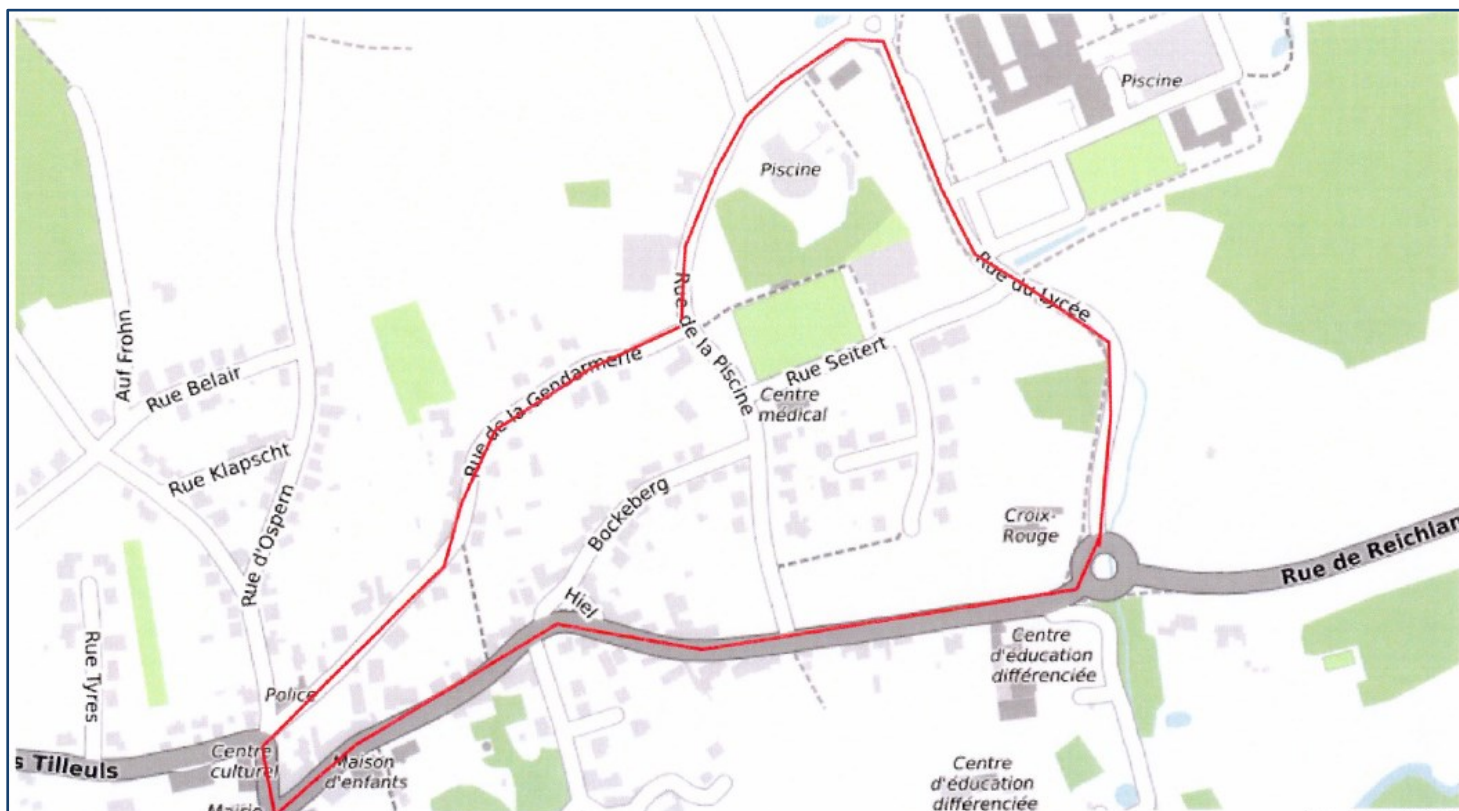 Piscine
Piscine
Auf Frohn
Rue Belair
Rue Klapscht
Rue d'Ospern
Rue Tyres
Rue de la Gendarmerie
Rue de la Piscine
Rue du Lycée
Rue Seitert
Centre
médical
Bockeberg
Hiel
Croix-
Rouge
Rue de Reichlan
Centre
d'éducation
différenciée
Police
Centre
culturel
s Tilleuls
Maison
d'enfants
Mairie
Centre
d'éducation
différenciée